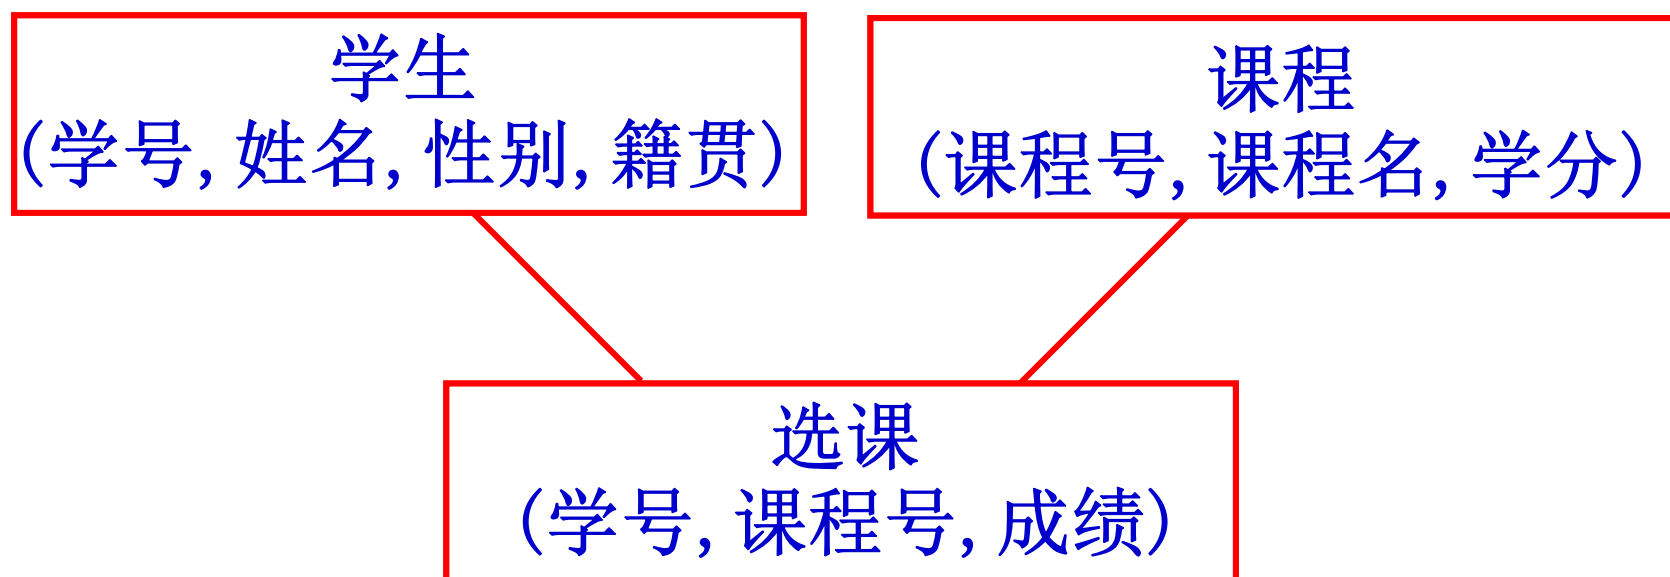 学生
(学号, 姓名, 性别, 籍贯)
课程
(课程号, 课程名, 学分)
选课
(学号, 课程号, 成绩)